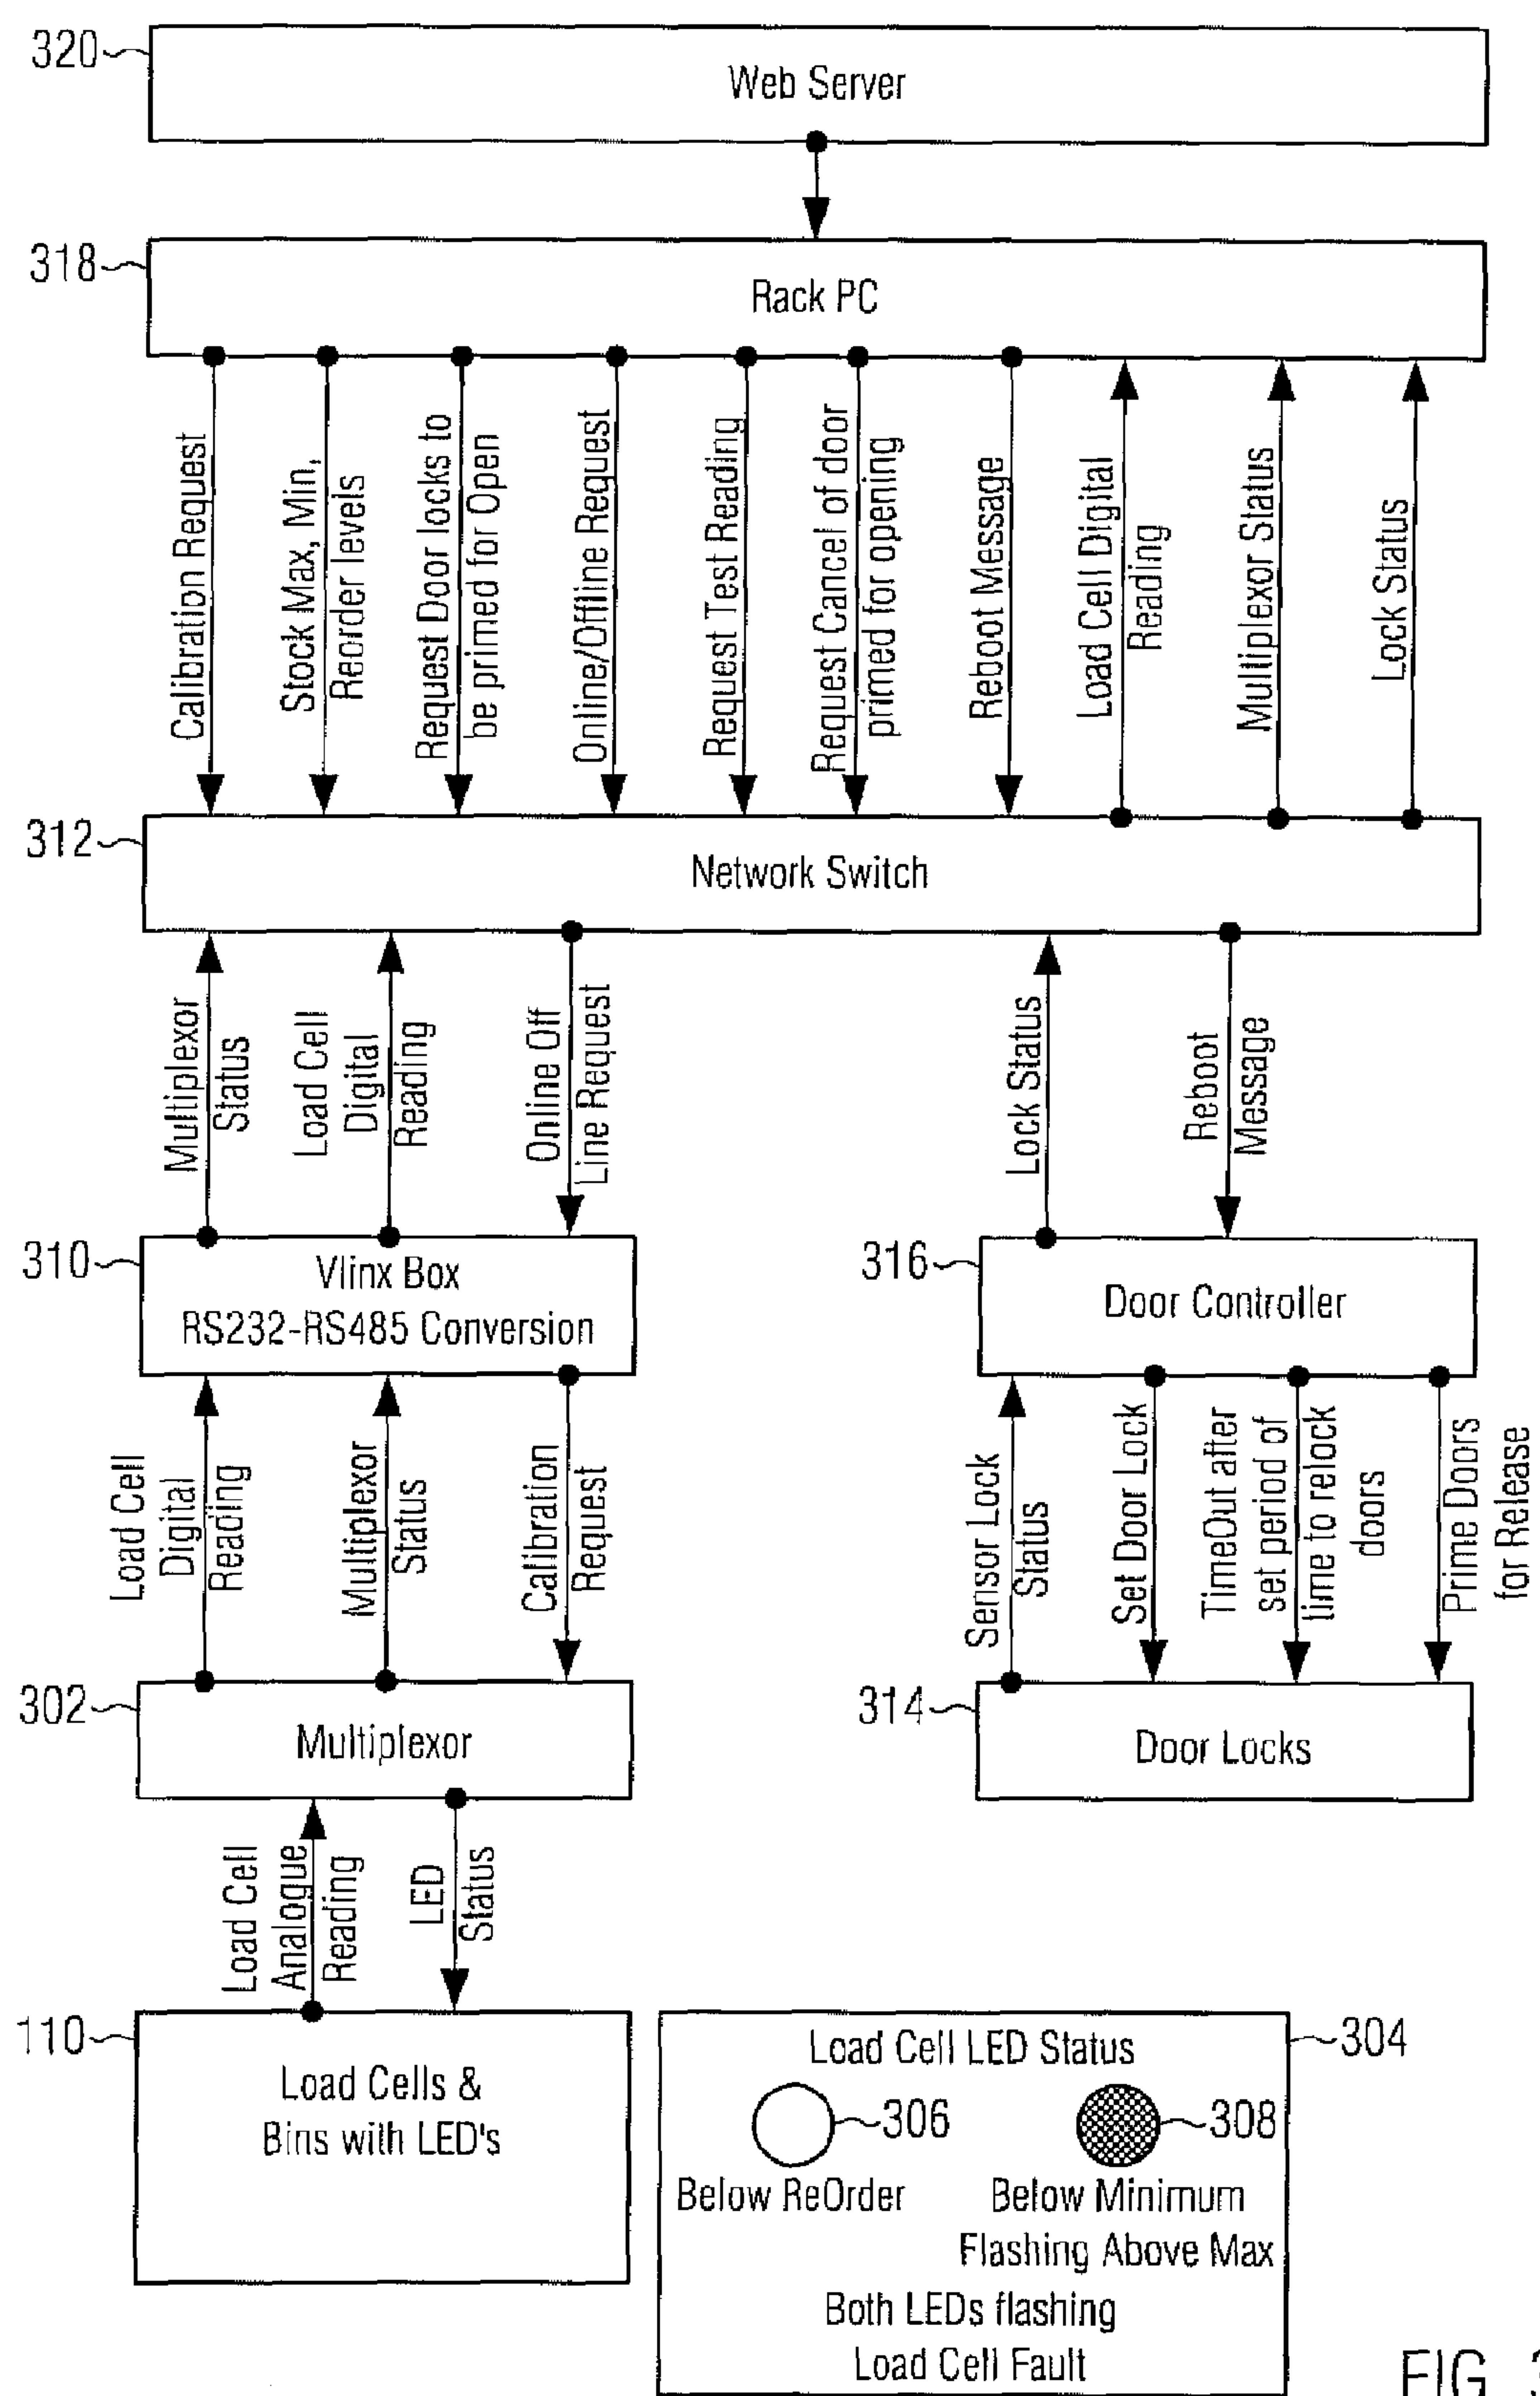 320
Web Server
318
Rack PC
Calibration Request
Stock Max, Min,
Reorder levels
Request Door locks to
be primed for Open
Online/Offline Request
Request Test Reading
Request Cancel of door
primed for opening
Reboot Message
Load Cell Digital
Reading
Multiplexor Status
Lock Status
312
Network Switch
Multiplexor
Status
Load Cell
Digital
Reading
Online Off
Line Request
Lock Status
Reboot
Message
310
Vlinx Box
RS232-RS485 Conversion
316
Door Controller
Load Cell
Digital
Reading
Multiplexor
Status
Calibration
Request
Sensor Lock
Status
Set Door Lock
TimeOut after
set period of
time to relock
doors
Prime Doors
for Release
302
Multiplexor
314
Door Locks
Load Cell
Analogue
Reading
LED
Status
110
Load Cells &
Bins with LED's
304
Load Cell LED Status
306
308
Below ReOrder
Below Minimum
Flashing Above Max
Both LEDs flashing
Load Cell Fault
FIG